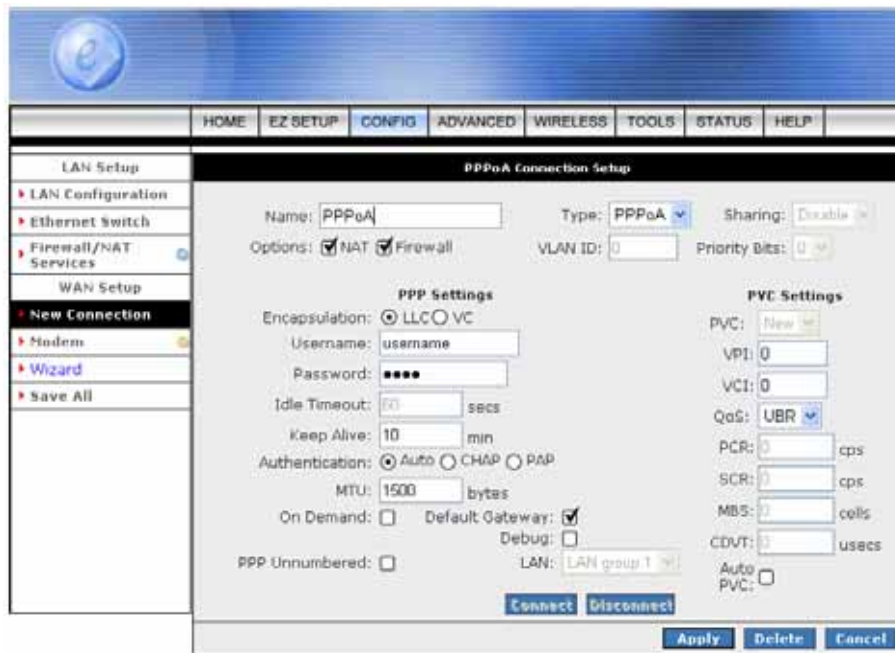 e
HOME EZ SETUP CONFIG ADVANCED WIRELESS TOOLS STATUS HELP
LAN Setup
LAN Configuration
Ethernet Switch
Firewall/NAT
Services
WAN Setup
New Connection
Modem
Wizard
Save All
PPPoA Connection Setup
Name: PPPoA Type: PPPoA Sharing: Disable
Options: NAT Firewall VLAN ID: 0 Priority Bits: 0
PPP Settings
Encapsulation: LLC VC
Username: username
Password: ●●●●
Idle Timeout: 60 secs
Keep Alive: 10 min
Authentication: Auto CHAP PAP
MTU: 1500 bytes
On Demand: Default Gateway:
Debug:
PPP Unnumbered: LAN: LAN group 1
Connect Disconnect
PVC Settings
PVC: New
VPI: 0
VCI: 0
QoS: UBR
PCR: 0 cps
SCR: 0 cps
MBS: 0 cells
CDVT: 0 usecs
Auto
PVC:
Apply Delete Cancel